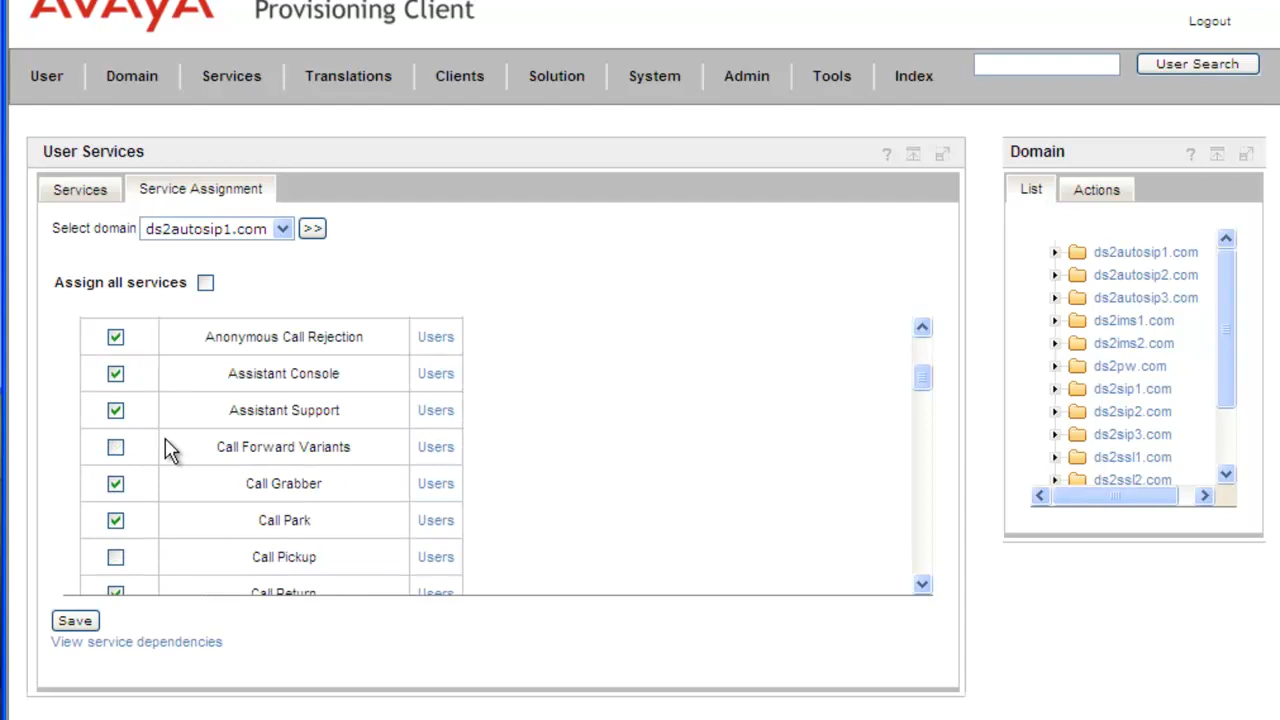 AVAYA Provisioning Client
Logout
User Domain Services Translations Clients Solution System Admin Tools Index User Search
User Services ?
Services Service Assignment
Select domain ds2autosip1.com >>
Assign all services
Anonymous Call Rejection Users
Assistant Console Users
Assistant Support Users
Call Forward Variants Users
Call Grabber Users
Call Park Users
Call Pickup Users
Call Return Users
Save
View service dependencies
Domain ?
List Actions
ds2autosip1.com
ds2autosip2.com
ds2autosip3.com
ds2ims1.com
ds2ims2.com
ds2pw.com
ds2sip1.com
ds2sip2.com
ds2sip3.com
ds2ssl1.com
ds2ssl2.com